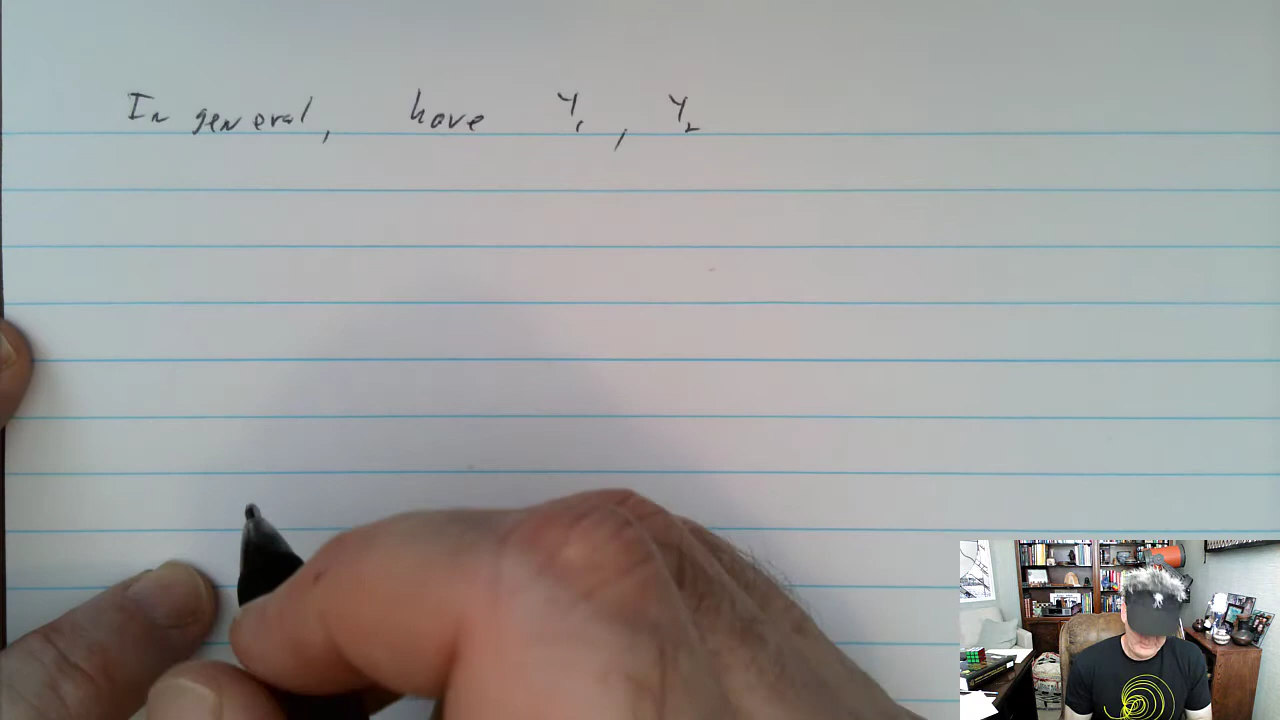 In general, have Y₁, Y₂